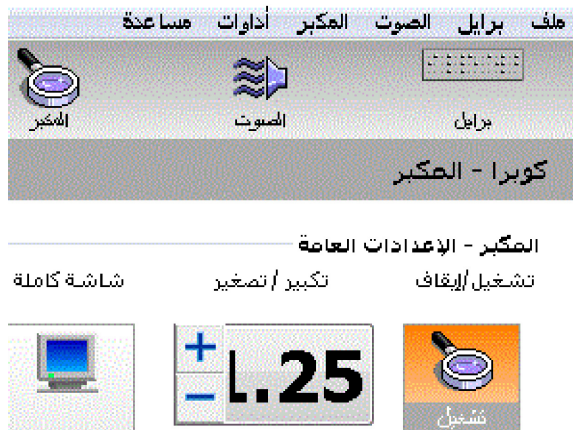 ملف برايل الصوت المكبر أداوات مساعدة
برايل الصوت المكبر
كوبرا - المكبر
المكبر - الإعدادات العامة
تشغيل/إيقاف تكبير / تصغير شاشة كاملة
+
1.25
−
تشغيل